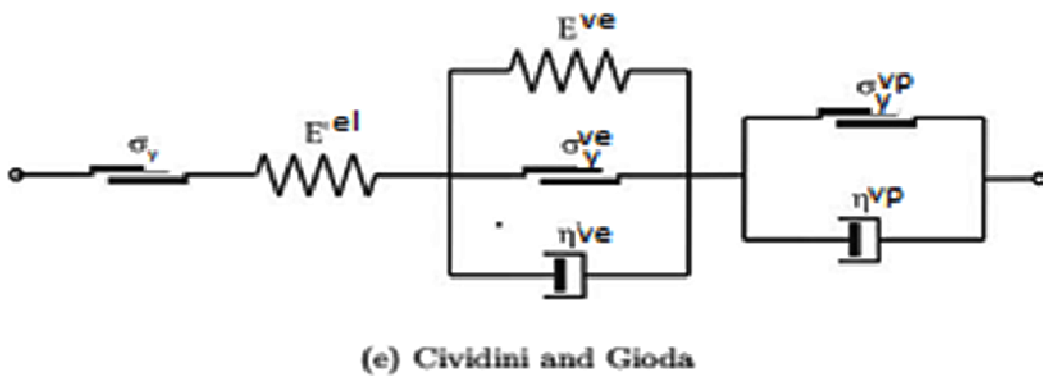 E^ve
σ_y^vp
σ_y E^el σ_y^ve
η^vp
η^ve
(e) Cividini and Gioda